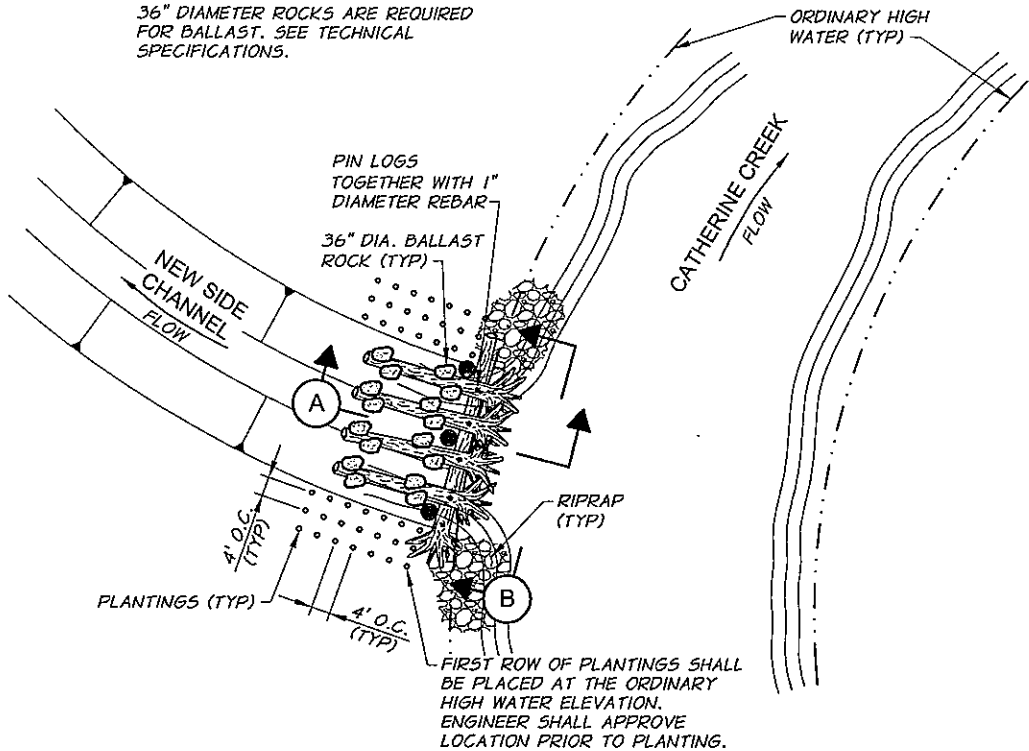 36" DIAMETER ROCKS ARE REQUIRED
FOR BALLAST. SEE TECHNICAL
SPECIFICATIONS.
ORDINARY HIGH
WATER (TYP)
PIN LOGS
TOGETHER WITH 1"
DIAMETER REBAR
36" DIA. BALLAST
ROCK (TYP)
CATHERINE CREEK
FLOW
NEW SIDE
CHANNEL
FLOW
A
RIPRAP
(TYP)
4' O.C.
(TYP)
B
PLANTINGS (TYP)
4' O.C.
(TYP)
FIRST ROW OF PLANTINGS SHALL
BE PLACED AT THE ORDINARY
HIGH WATER ELEVATION.
ENGINEER SHALL APPROVE
LOCATION PRIOR TO PLANTING.